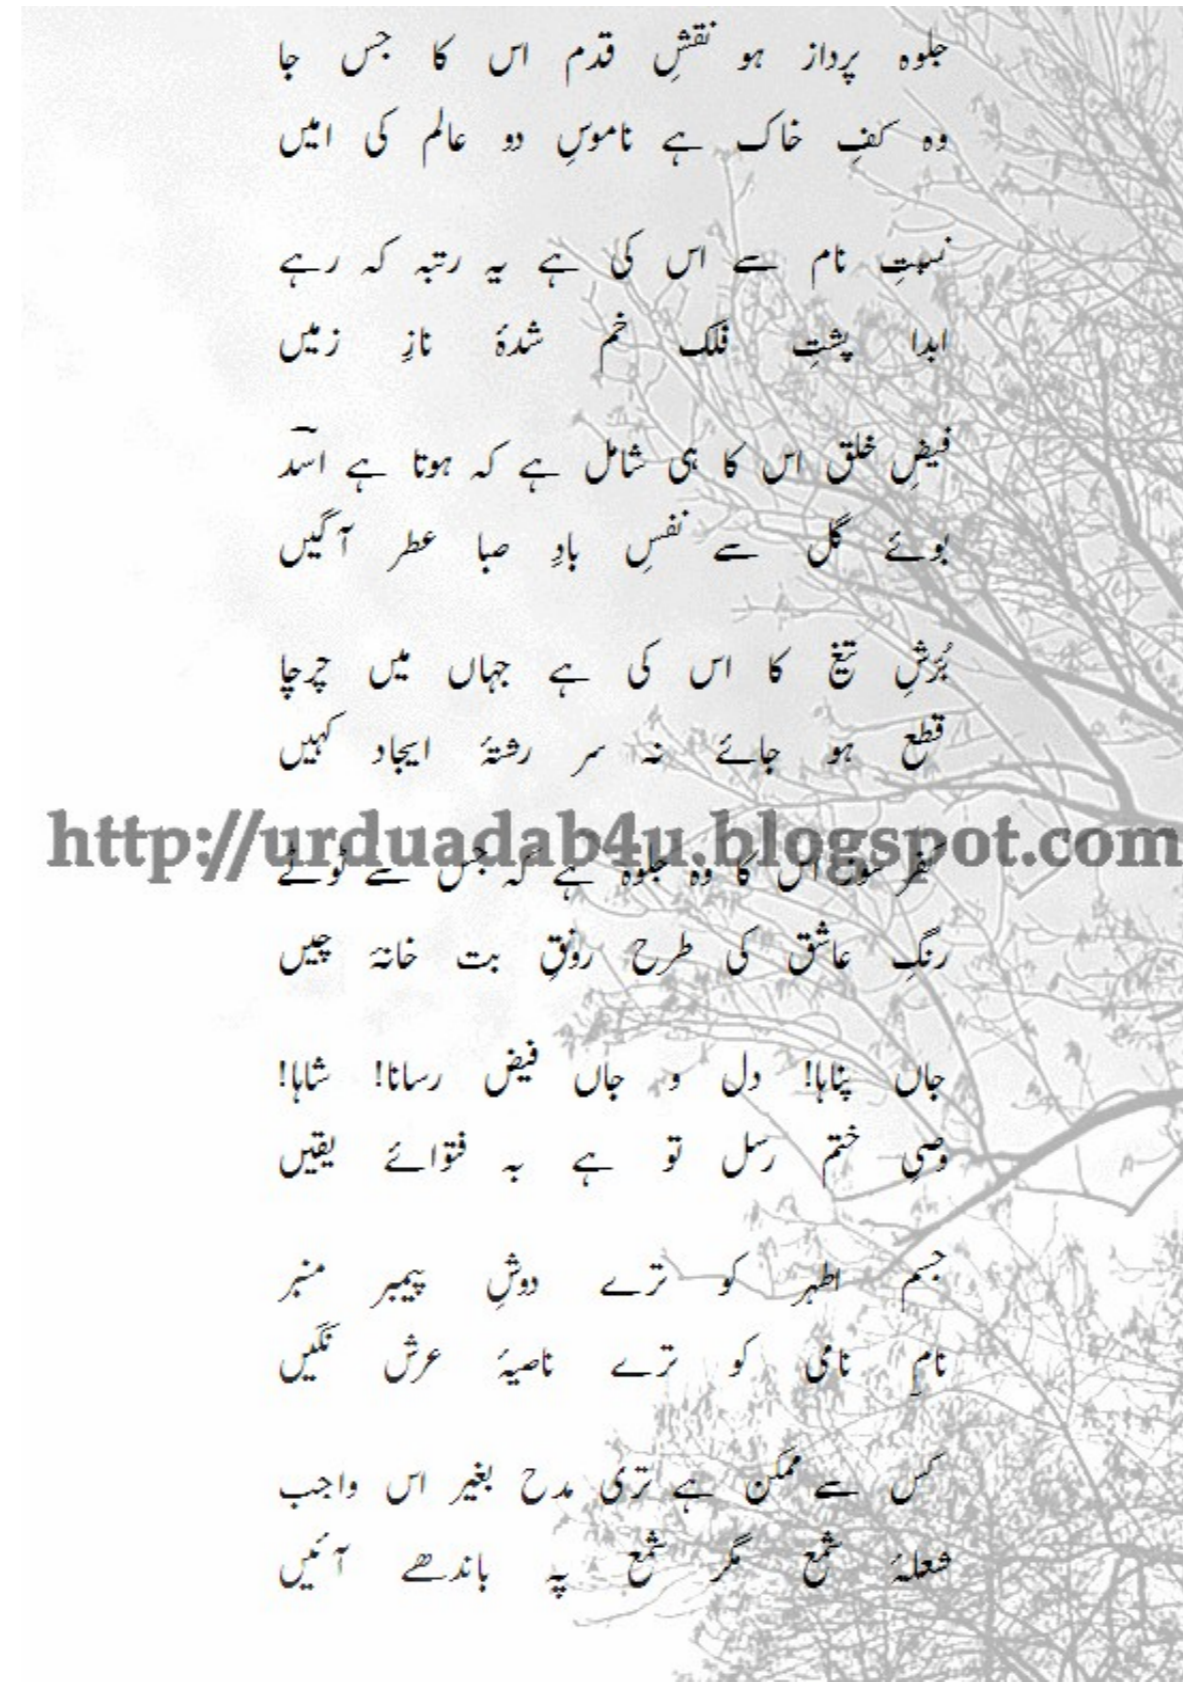 جلوہ پرداز ہو نقشِ قدم اس کا جس جا
وہ کفِ خاک ہے ناموسِ دو عالم کی امیں
نسبتِ نام سے اس کی ہے یہ رتبہ کہ رہے
ابدا پشتِ فلک خم شدۂ نازِ زمیں
فیضِ خلق اس کا ہی شامل ہے کہ ہوتا ہے اسدؔ
بوئے گل سے نفسِ بادِ صبا عطر آگیں
بُرّشِ تیغ کا اس کی ہے جہاں میں چرچا
قطع ہو جائے نہ سر رشتۂ ایجاد کہیں
http://urduadab4u.blogspot.com
کفر سوز اس کا وہ جلوہ ہے کہ جس سے ٹوٹے
رنگِ عاشق کی طرح رونقِ بت خانۂ چیں
جاں پناہا! دل و جاں فیض رسانا! شاہا!
وصیِ ختم رسل تو ہے بہ فتوائے یقیں
جسم اطہر کو ترے دوشِ پیمبر منبر
نامِ نامی کو ترے ناصیۂ عرش نگیں
کس سے ممکن ہے تری مدح بغیر اس واجب
شعلۂ شمع مگر شمع پہ باندھے آئیں